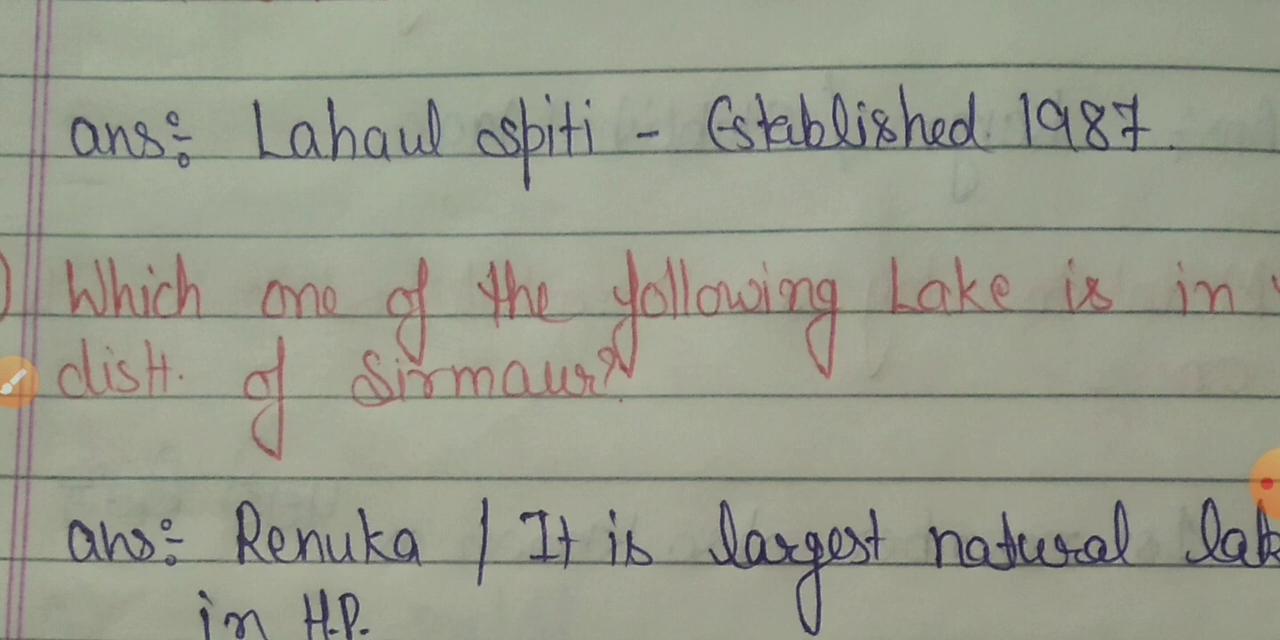 ans÷ Lahaul spiti - Established. 1987.
) Which one of the following Lake is in
distt. of Sirmaur?
ans÷ Renuka / It is largest natural lak
in H.P.